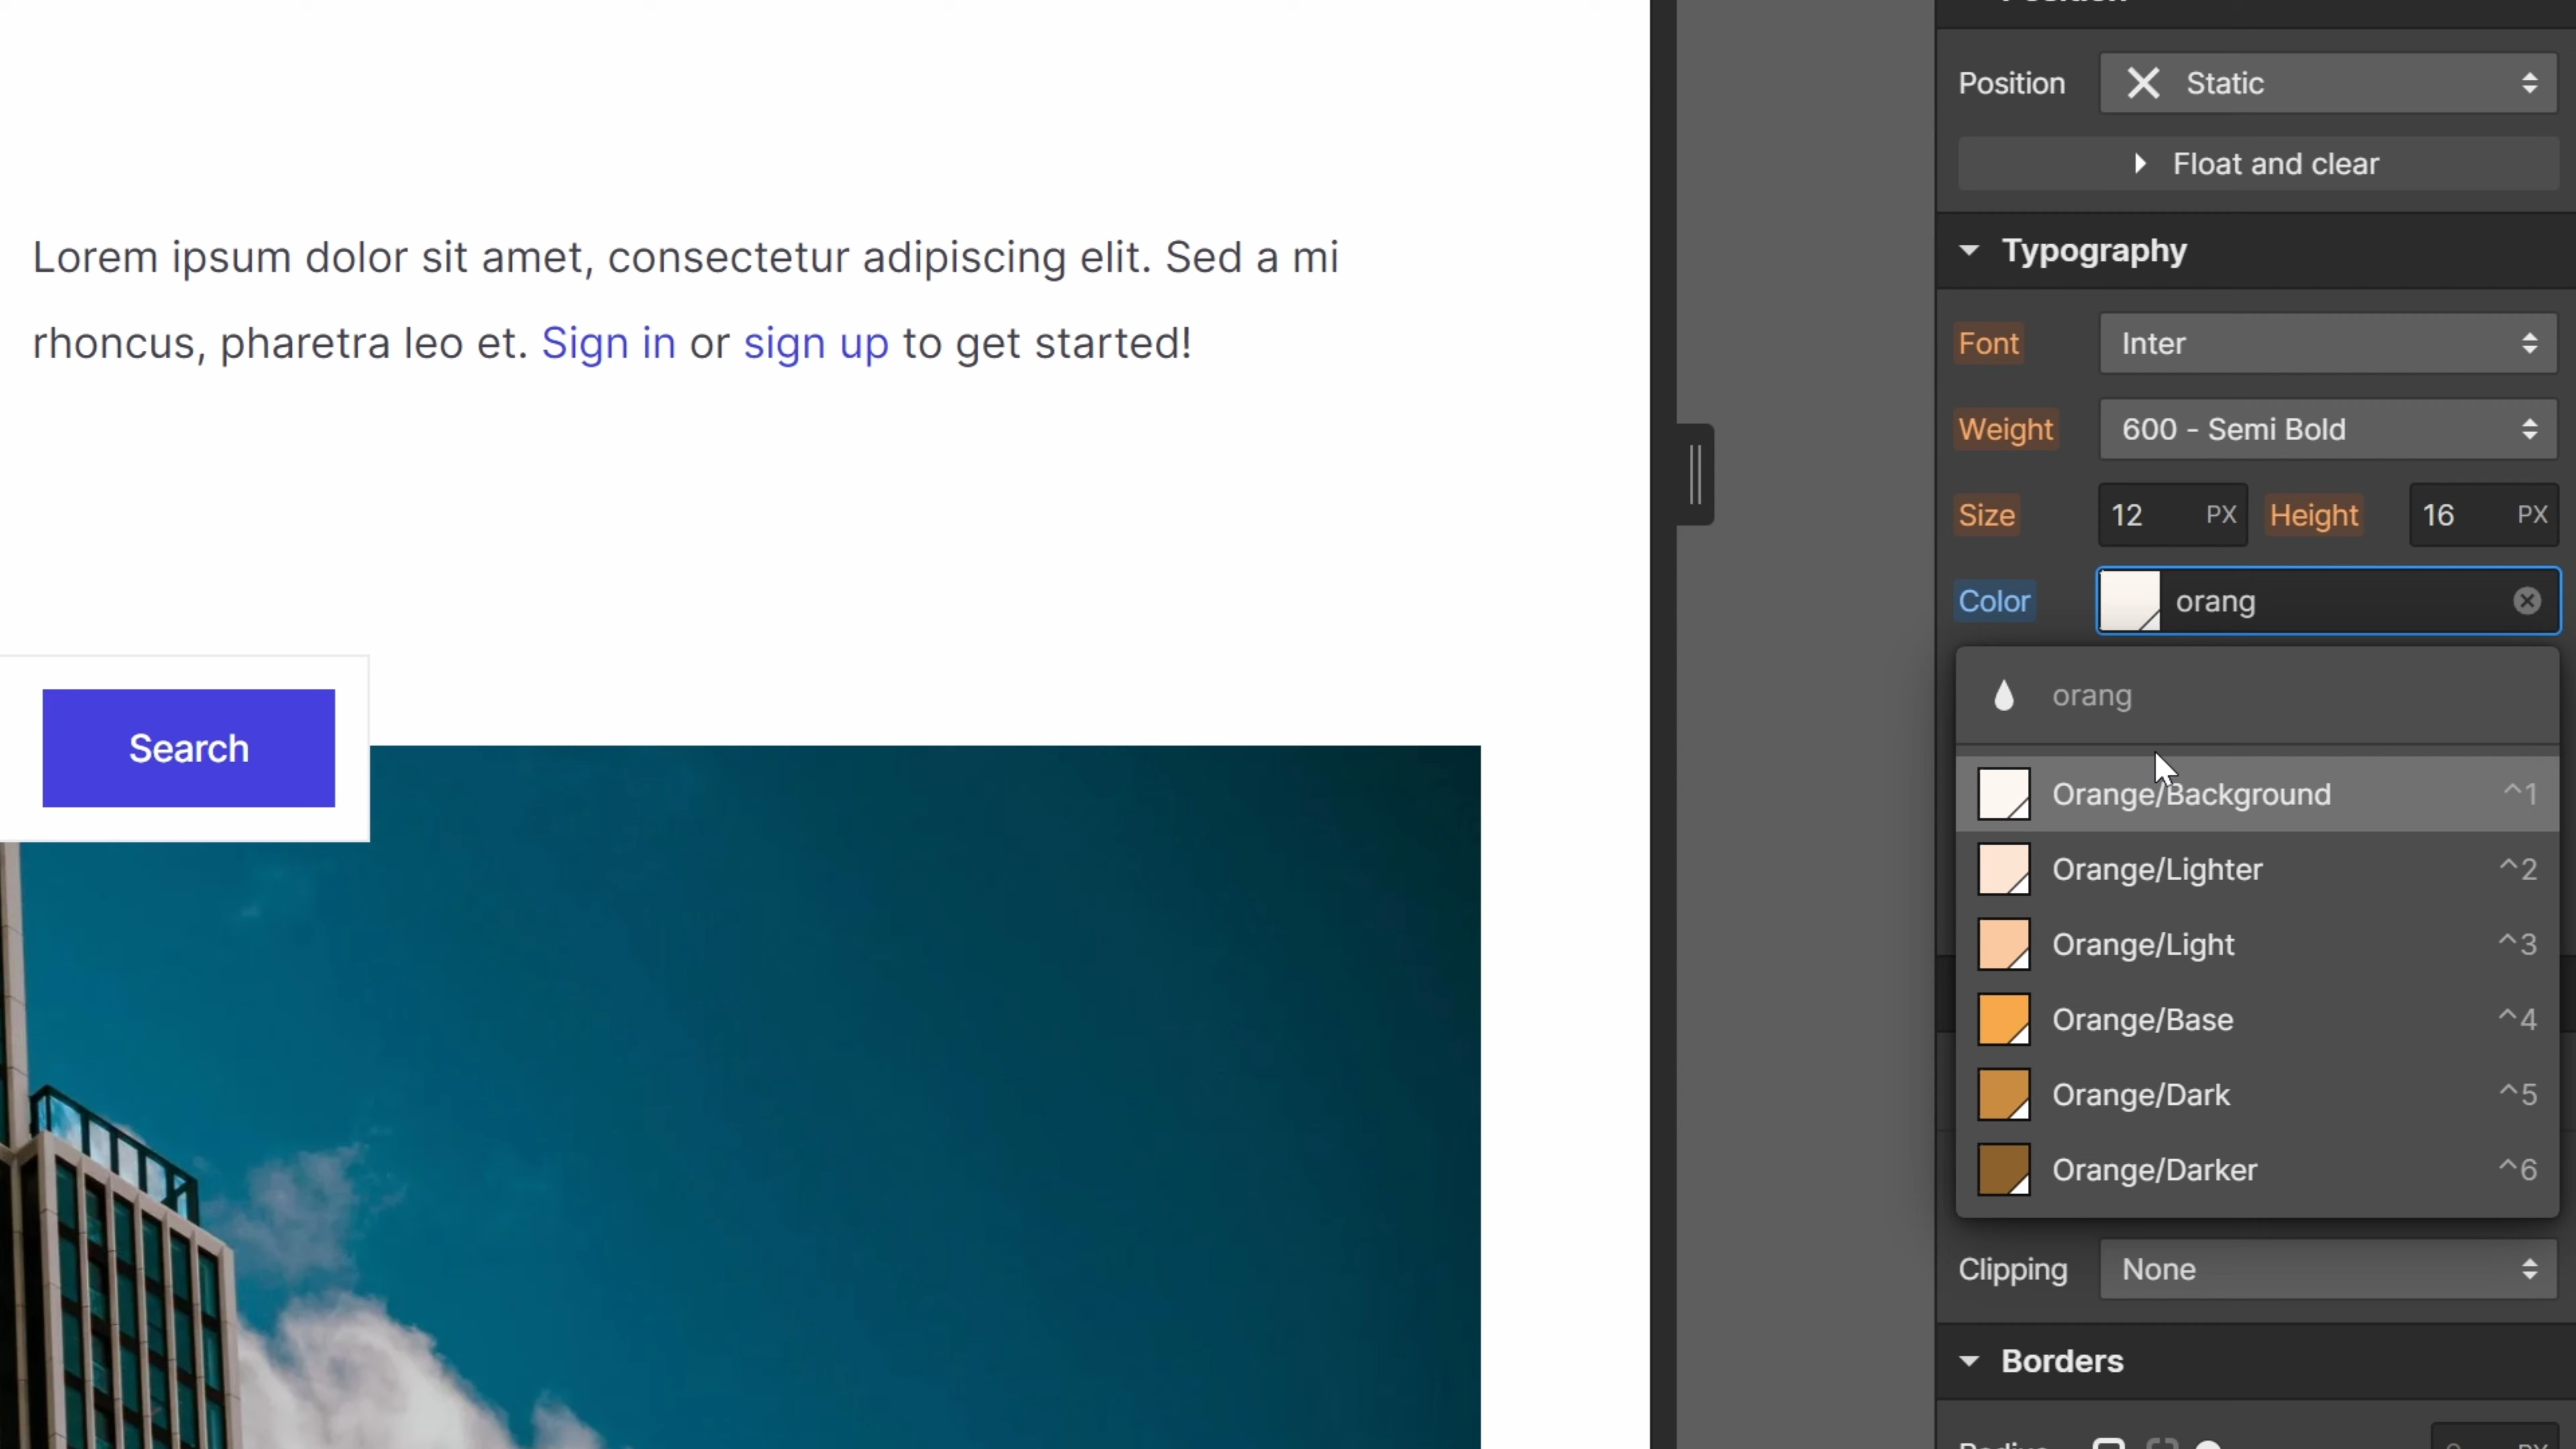 Position
Position
Static
Float and clear
Lorem ipsum dolor sit amet, consectetur adipiscing elit. Sed a mi
rhoncus, pharetra leo et. Sign in or sign up to get started!
Typography
Font
Inter
Weight
600 - Semi Bold
Size
12 PX
Height
16 PX
Color
orang
Search
orang
Orange/Background ^1
Orange/Lighter ^2
Orange/Light ^3
Orange/Base ^4
Orange/Dark ^5
Orange/Darker ^6
Clipping
None
Borders